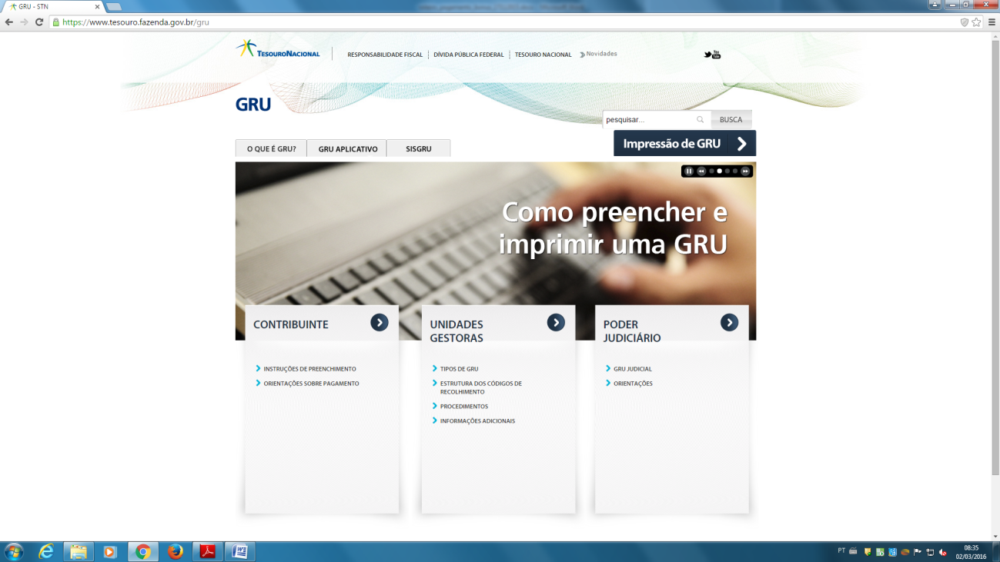 GRU - STN
https://www.tesouro.fazenda.gov.br/gru
TESOURONACIONAL
RESPONSABILIDADE FISCAL
DÍVIDA PÚBLICA FEDERAL
TESOURO NACIONAL
Novidades
You
Tube
GRU
pesquisar...
BUSCA
O QUE É GRU?
GRU APLICATIVO
SISGRU
Impressão de GRU
Como preencher e
imprimir uma GRU
CONTRIBUINTE
INSTRUÇÕES DE PREENCHIMENTO
ORIENTAÇÕES SOBRE PAGAMENTO
UNIDADES
GESTORAS
TIPOS DE GRU
ESTRUTURA DOS CÓDIGOS DE
RECOLHIMENTO
PROCEDIMENTOS
INFORMAÇÕES ADICIONAIS
PODER
JUDICIÁRIO
GRU JUDICIAL
ORIENTAÇÕES
PT
08:35
02/03/2016